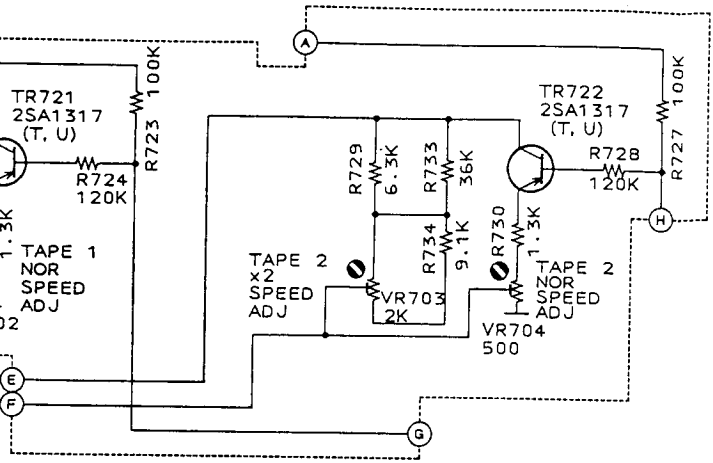 A
TR721
2SA1317
(T, U)
100K
R723
R724
120K
1.3K
TAPE 1
NOR
SPEED
ADJ
02
TR722
2SA1317
(T, U)
100K
R727
R728
120K
H
R729
6.3K
R733
36K
R734
9.1K
R730
1.3K
TAPE 2
x2
SPEED
ADJ
VR703
2K
TAPE 2
NOR
SPEED
ADJ
VR704
500
E
F
G